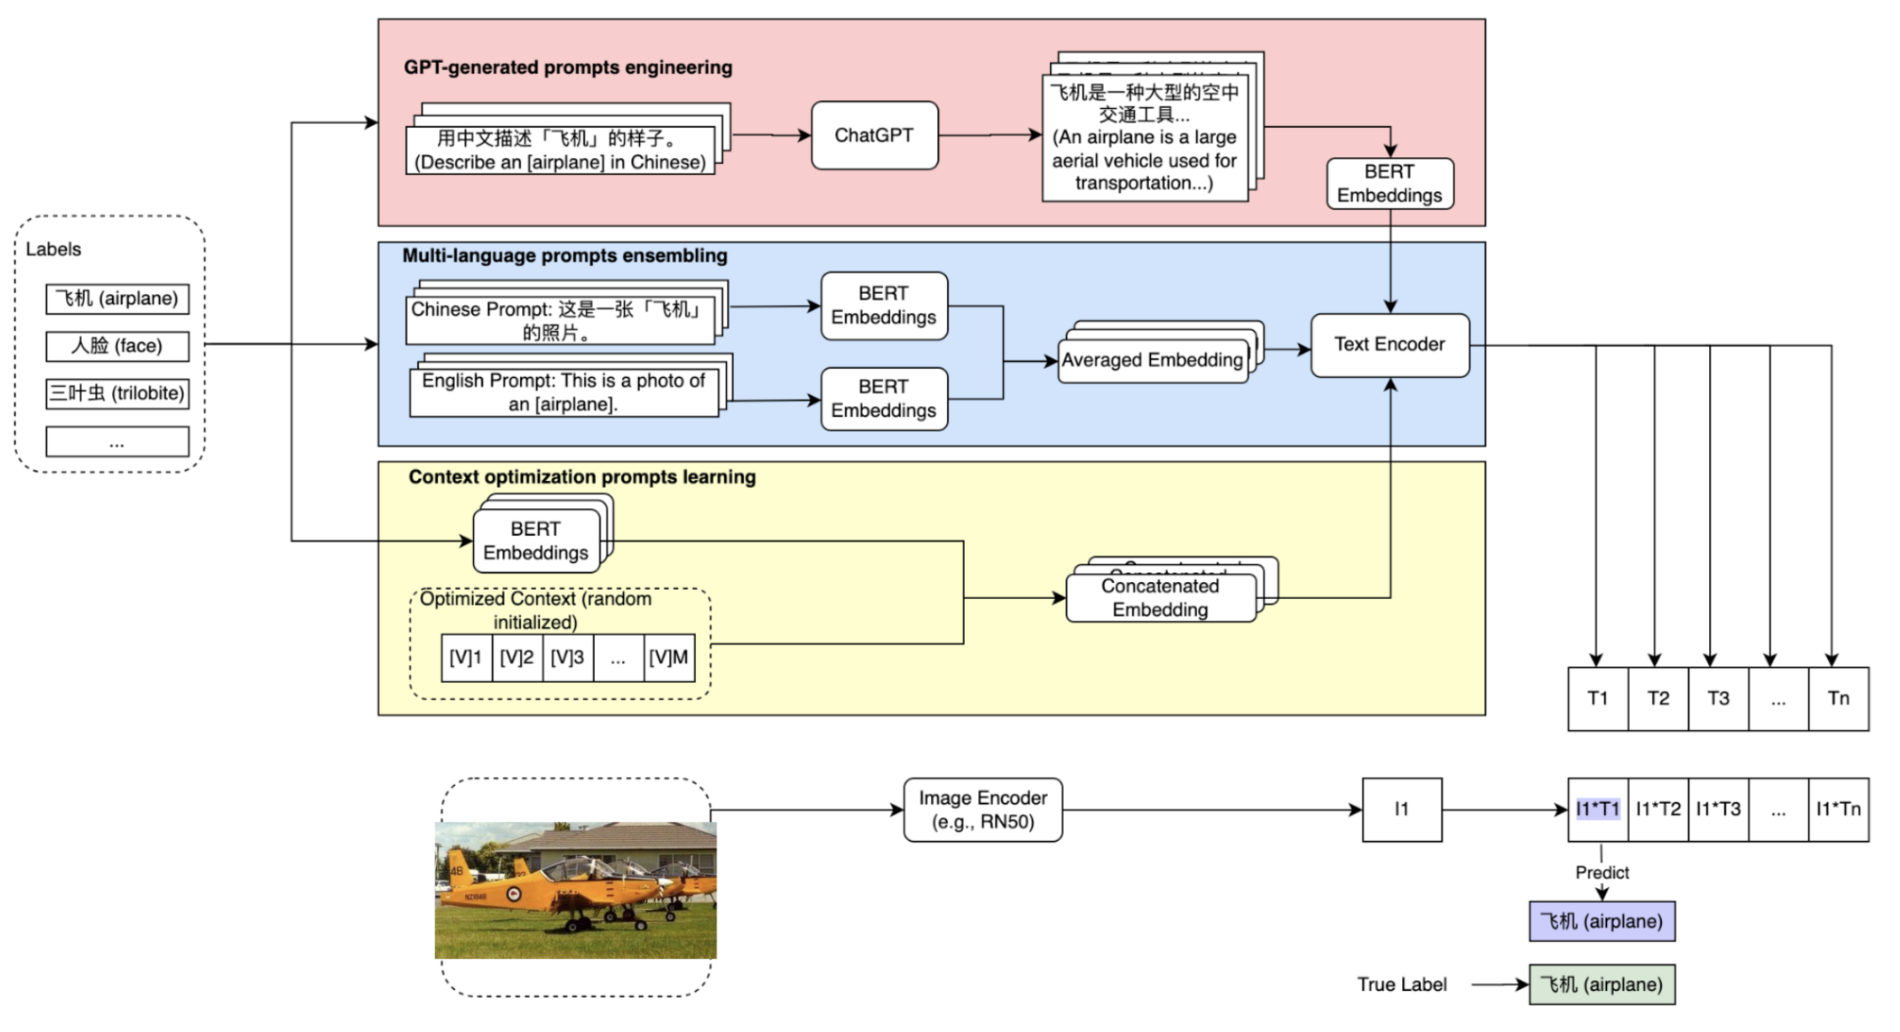 GPT-generated prompts engineering
用中文描述「飞机」的样子。
(Describe an [airplane] in Chinese)
ChatGPT
飞机是一种大型的空中
交通工具...
(An airplane is a large
aerial vehicle used for
transportation...)
BERT
Embeddings
Labels
飞机 (airplane)
人脸 (face)
三叶虫 (trilobite)
...
Multi-language prompts ensembling
Chinese Prompt: 这是一张「飞机」
的照片。
BERT
Embeddings
English Prompt: This is a photo of
an [airplane].
BERT
Embeddings
Averaged Embedding
Text Encoder
Context optimization prompts learning
BERT
Embeddings
Optimized Context (random
initialized)
[V]1 [V]2 [V]3 ... [V]M
Concatenated
Embedding
T1 T2 T3 ... Tn
Image Encoder
(e.g., RN50)
I1
I1*T1 I1*T2 I1*T3 ... I1*Tn
Predict
飞机 (airplane)
True Label
飞机 (airplane)
4B